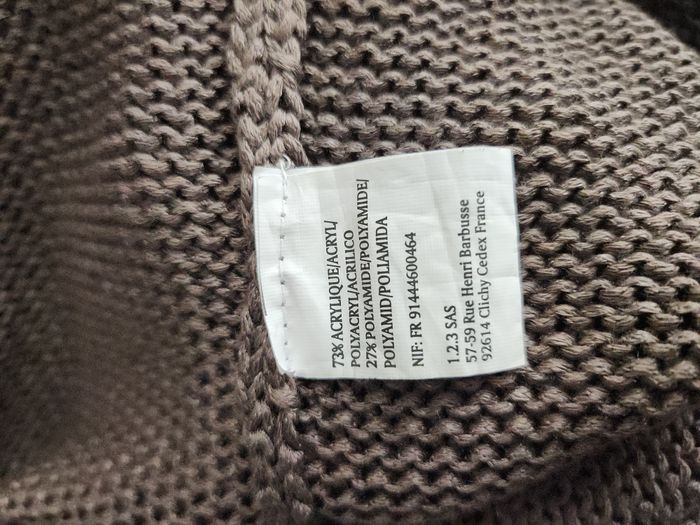 73% ACRYLIQUE/ACRYL/
POLYACRYL/ACRILICO
27% POLYAMIDE/POLYAMIDE/
POLYAMID/POLIAMIDA
NIF: FR 91444600464
1.2.3 SAS
57-59 Rue Henri Barbusse
92614 Clichy Cedex France